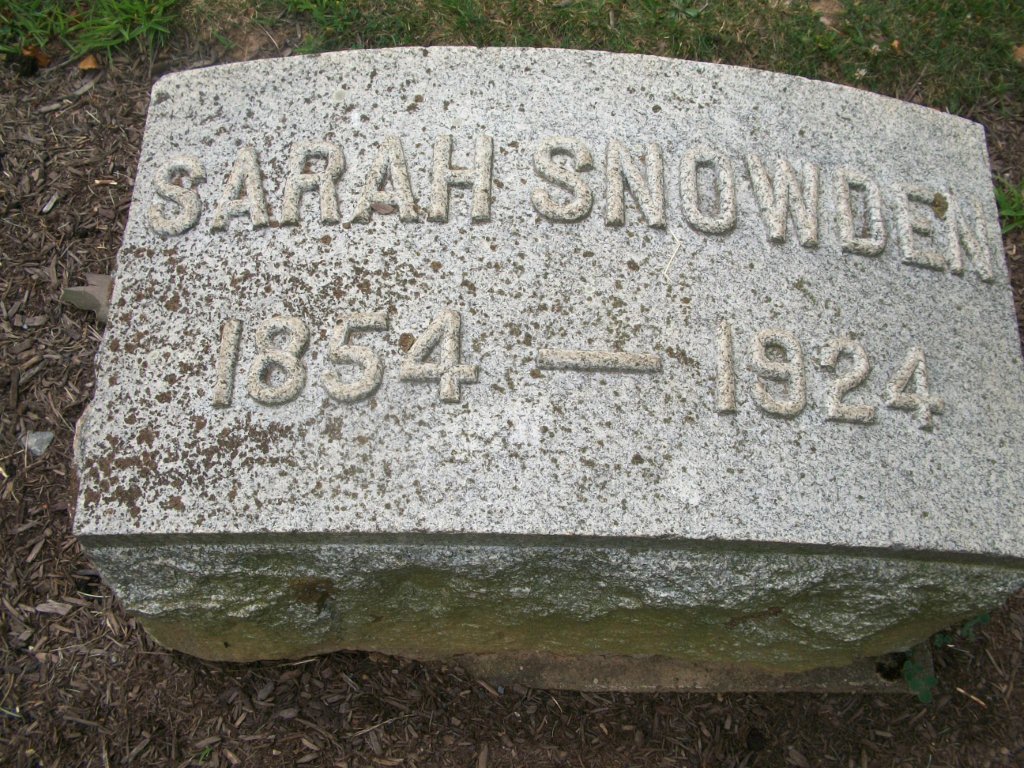 SARAH SNOWDEN
1854 — 1924